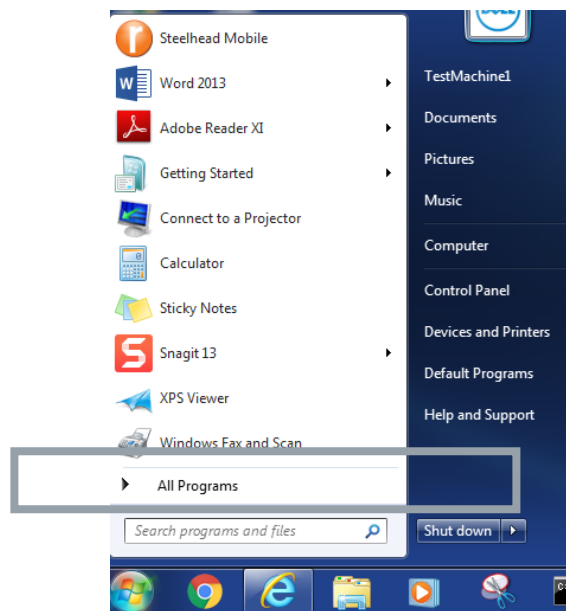 Steelhead Mobile
Word 2013
Adobe Reader XI
Getting Started
Connect to a Projector
Calculator
Sticky Notes
Snagit 13
XPS Viewer
Windows Fax and Scan
All Programs
Search programs and files
DELL
TestMachine1
Documents
Pictures
Music
Computer
Control Panel
Devices and Printers
Default Programs
Help and Support
Shut down